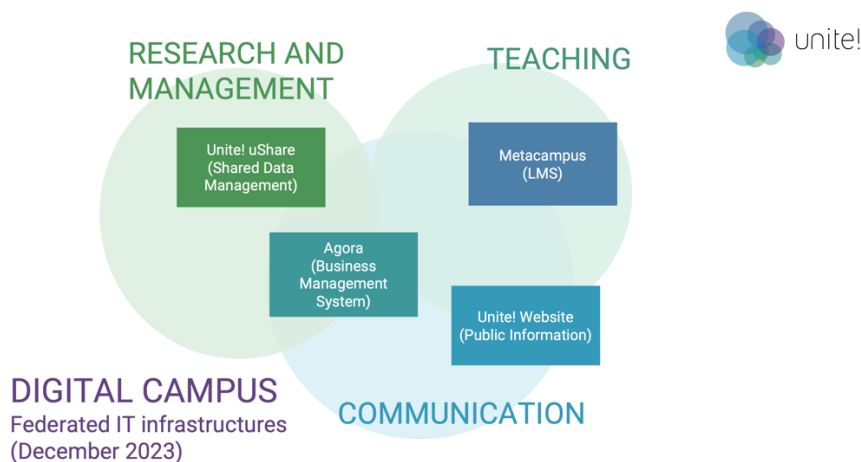 RESEARCH AND
MANAGEMENT
TEACHING
unite!
Unite! uShare
(Shared Data
Management)
Metacampus
(LMS)
Agora
(Business
Management
System)
Unite! Website
(Public Information)
DIGITAL CAMPUS
Federated IT infrastructures
(December 2023)
COMMUNICATION